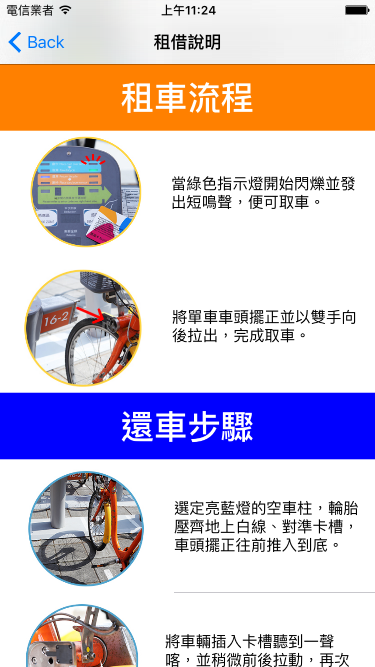 電信業者 上午11:24
Back 租借說明
租車流程
當綠色指示燈開始閃爍並發
出短鳴聲，便可取車。
16-2
將單車車頭擺正並以雙手向
後拉出，完成取車。
還車步驟
選定亮藍燈的空車柱，輪胎
壓齊地上白線、對準卡槽，
車頭擺正往前推入到底。
將車輛插入卡槽聽到一聲
喀，並稍微前後拉動，再次